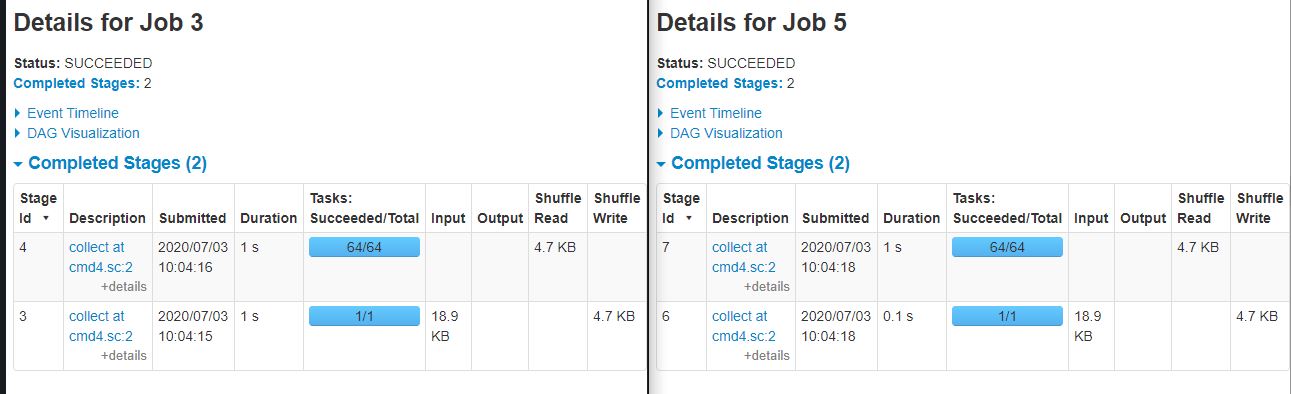 Details for Job 3
Status: SUCCEEDED
Completed Stages: 2
Event Timeline
DAG Visualization
Completed Stages (2)
Stage Id Description Submitted Duration Tasks: Succeeded/Total Input Output Shuffle Read Shuffle Write
4 collect at cmd4.sc:2 +details 2020/07/03 10:04:16 1 s 64/64 4.7 KB
3 collect at cmd4.sc:2 +details 2020/07/03 10:04:15 1 s 1/1 18.9 KB 4.7 KB
Details for Job 5
Status: SUCCEEDED
Completed Stages: 2
Event Timeline
DAG Visualization
Completed Stages (2)
Stage Id Description Submitted Duration Tasks: Succeeded/Total Input Output Shuffle Read Shuffle Write
7 collect at cmd4.sc:2 +details 2020/07/03 10:04:18 1 s 64/64 4.7 KB
6 collect at cmd4.sc:2 +details 2020/07/03 10:04:18 0.1 s 1/1 18.9 KB 4.7 KB